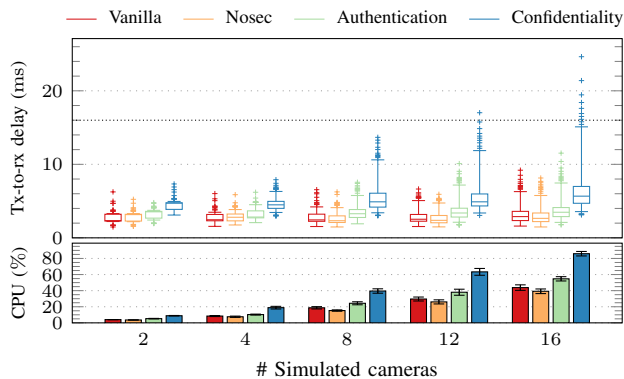 Vanilla Nosec Authentication Confidentiality
Tx-to-rx delay (ms)
20
10
0
CPU (%)
80
60
40
20
0
2 4 8 12 16
# Simulated cameras